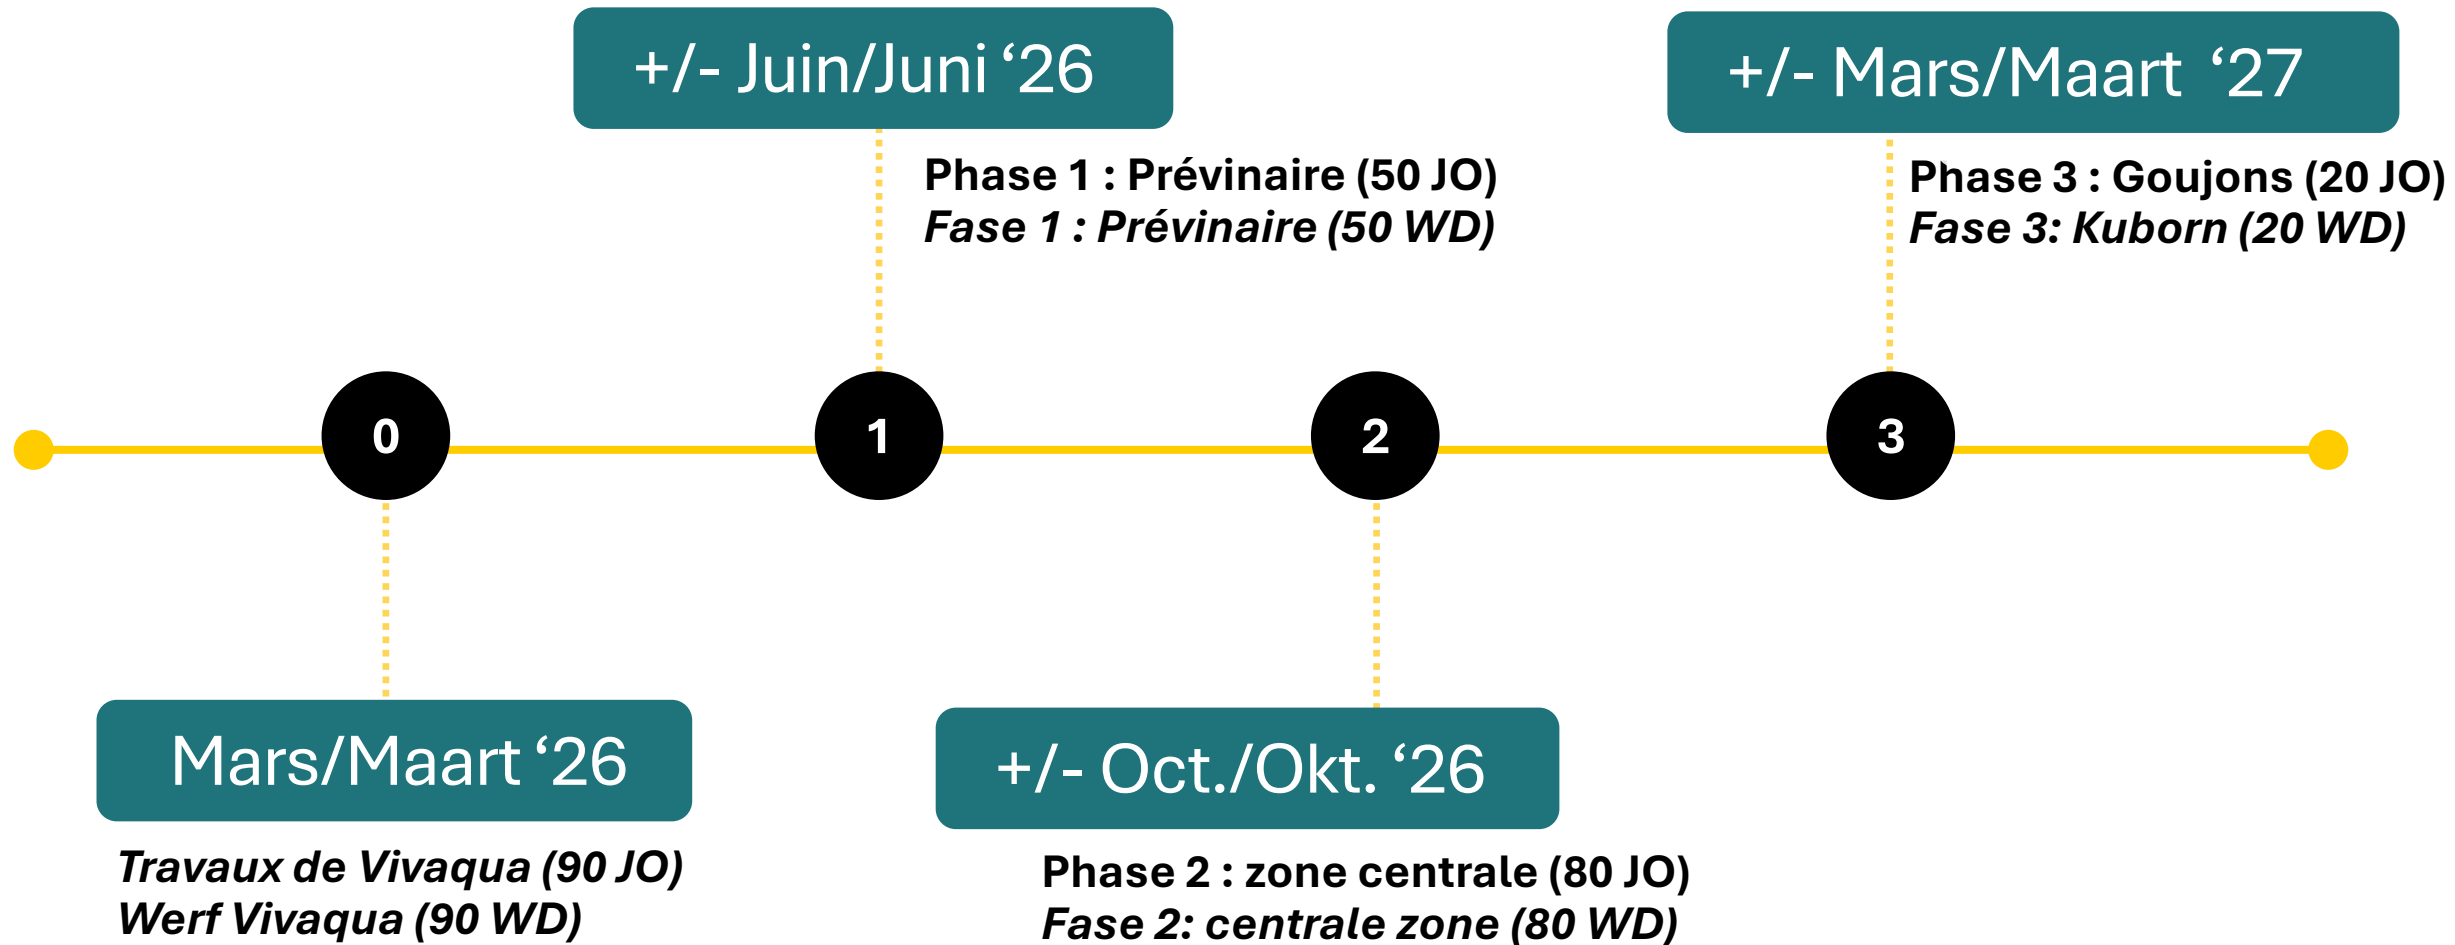 +/- Juin/Juni ‘26
Phase 1 : Prévinaire (50 JO)
Fase 1 : Prévinaire (50 WD)
+/- Mars/Maart ‘27
Phase 3 : Goujons (20 JO)
Fase 3: Kuborn (20 WD)
0
1
2
3
Mars/Maart ‘26
Travaux de Vivaqua (90 JO)
Werf Vivaqua (90 WD)
+/- Oct./Okt. ‘26
Phase 2 : zone centrale (80 JO)
Fase 2: centrale zone (80 WD)